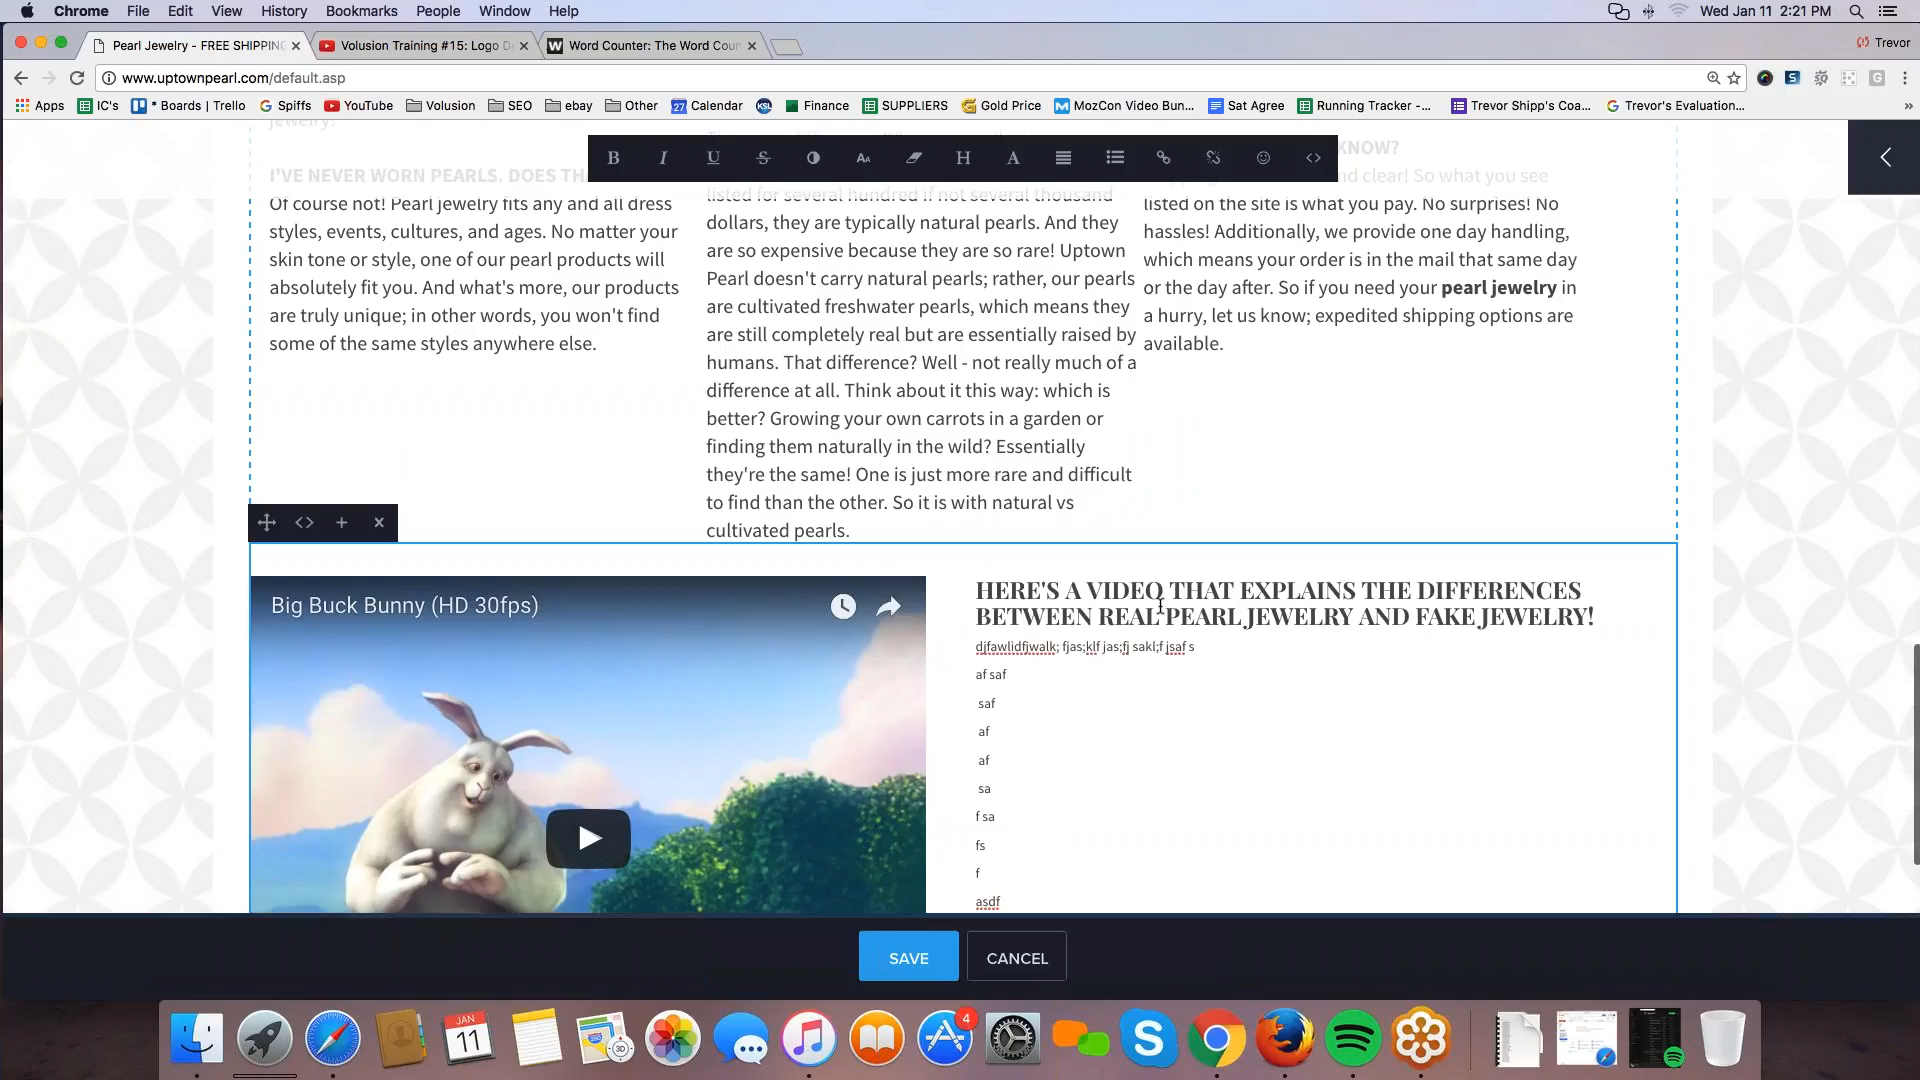 Chrome File Edit View History Bookmarks People Window Help Wed Jan 11 2:21 PM
Pearl Jewelry - FREE SHIPPING Volusion Training #15: Logo D Word Counter: The Word Coun Trevor
www.uptownpearl.com/default.asp
Apps IC's * Boards | Trello Spiffs YouTube Volusion SEO ebay Other 27 Calendar KSL Finance SUPPLIERS Gold Price MozCon Video Bun... Sat Agree Running Tracker -... Trevor Shipp's Coa... Trevor's Evaluation... »
jewelry?
I'VE NEVER WORN PEARLS. DOES THA
Of course not! Pearl jewelry fits any and all dress
styles, events, cultures, and ages. No matter your
skin tone or style, one of our pearl products will
absolutely fit you. And what's more, our products
are truly unique; in other words, you won't find
some of the same styles anywhere else.
B I U S AA H A
listed for several hundred if not several thousand
dollars, they are typically natural pearls. And they
are so expensive because they are so rare! Uptown
Pearl doesn't carry natural pearls; rather, our pearls
are cultivated freshwater pearls, which means they
are still completely real but are essentially raised by
humans. That difference? Well - not really much of a
difference at all. Think about it this way: which is
better? Growing your own carrots in a garden or
finding them naturally in the wild? Essentially
they're the same! One is just more rare and difficult
to find than the other. So it is with natural vs
cultivated pearls.
KNOW?
nd clear! So what you see
listed on the site is what you pay. No surprises! No
hassles! Additionally, we provide one day handling,
which means your order is in the mail that same day
or the day after. So if you need your pearl jewelry in
a hurry, let us know; expedited shipping options are
available.
Big Buck Bunny (HD 30fps)
HERE'S A VIDEO THAT EXPLAINS THE DIFFERENCES
BETWEEN REAL PEARL JEWELRY AND FAKE JEWELRY!
djfawlidfjwalk; fjas;klf jas;fj sakl;f jsaf s
af saf
saf
af
af
sa
f sa
fs
f
asdf
SAVE CANCEL
JAN
11
3D
280
4